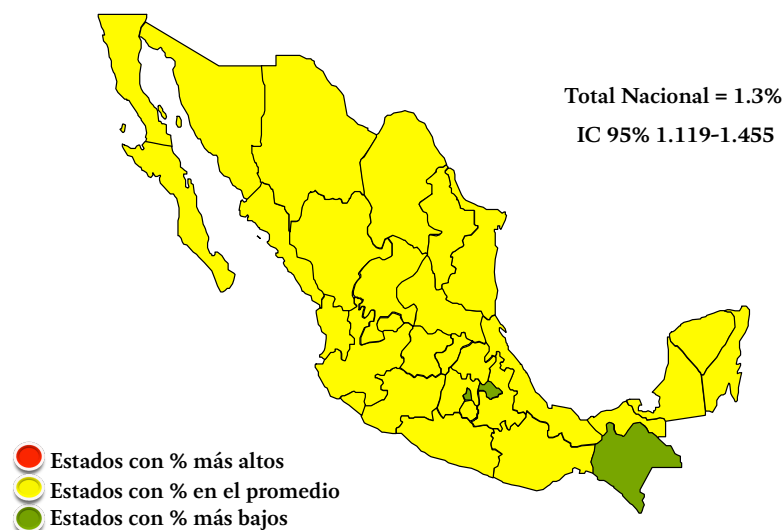 Total Nacional = 1.3%
IC 95% 1.119-1.455
Estados con % más altos
Estados con % en el promedio
Estados con % más bajos